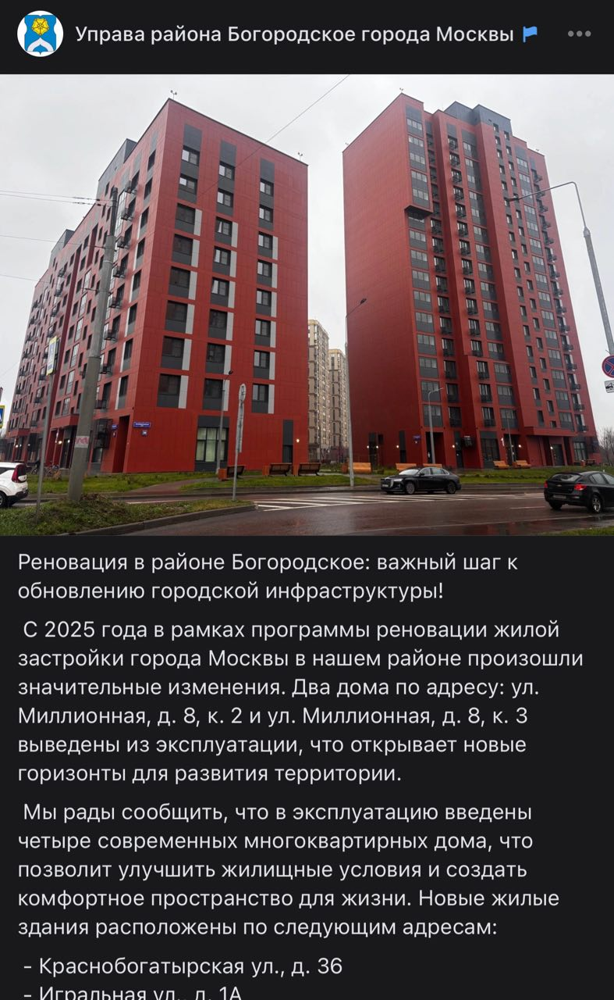 Управа района Богородское города Москвы
Реновация в районе Богородское: важный шаг к
обновлению городской инфраструктуры!
С 2025 года в рамках программы реновации жилой
застройки города Москвы в нашем районе произошли
значительные изменения. Два дома по адресу: ул.
Миллионная, д. 8, к. 2 и ул. Миллионная, д. 8, к. 3
выведены из эксплуатации, что открывает новые
горизонты для развития территории.
Мы рады сообщить, что в эксплуатацию введены
четыре современных многоквартирных дома, что
позволит улучшить жилищные условия и создать
комфортное пространство для жизни. Новые жилые
здания расположены по следующим адресам:
- Краснобогатырская ул., д. 36
- Игральная ул., д. 1А